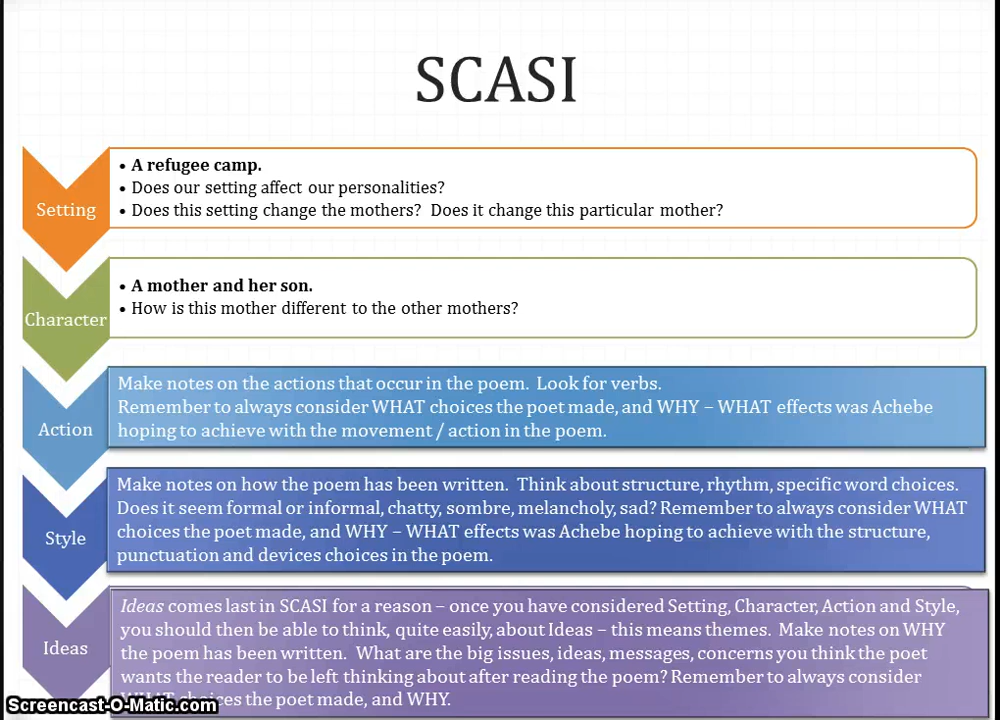 SCASI
Setting
• A refugee camp.
• Does our setting affect our personalities?
• Does this setting change the mothers?  Does it change this particular mother?
Character
• A mother and her son.
• How is this mother different to the other mothers?
Action
Make notes on the actions that occur in the poem.  Look for verbs.
Remember to always consider WHAT choices the poet made, and WHY – WHAT effects was Achebe
hoping to achieve with the movement / action in the poem.
Style
Make notes on how the poem has been written.  Think about structure, rhythm, specific word choices.
Does it seem formal or informal, chatty, sombre, melancholy, sad? Remember to always consider WHAT
choices the poet made, and WHY – WHAT effects was Achebe hoping to achieve with the structure,
punctuation and devices choices in the poem.
Ideas
Ideas comes last in SCASI for a reason – once you have considered Setting, Character, Action and Style,
you should then be able to think, quite easily, about Ideas – this means themes.  Make notes on WHY
the poem has been written.  What are the big issues, ideas, messages, concerns you think the poet
wants the reader to be left thinking about after reading the poem? Remember to always consider
WHAT choices the poet made, and WHY.
Screencast-O-Matic.com